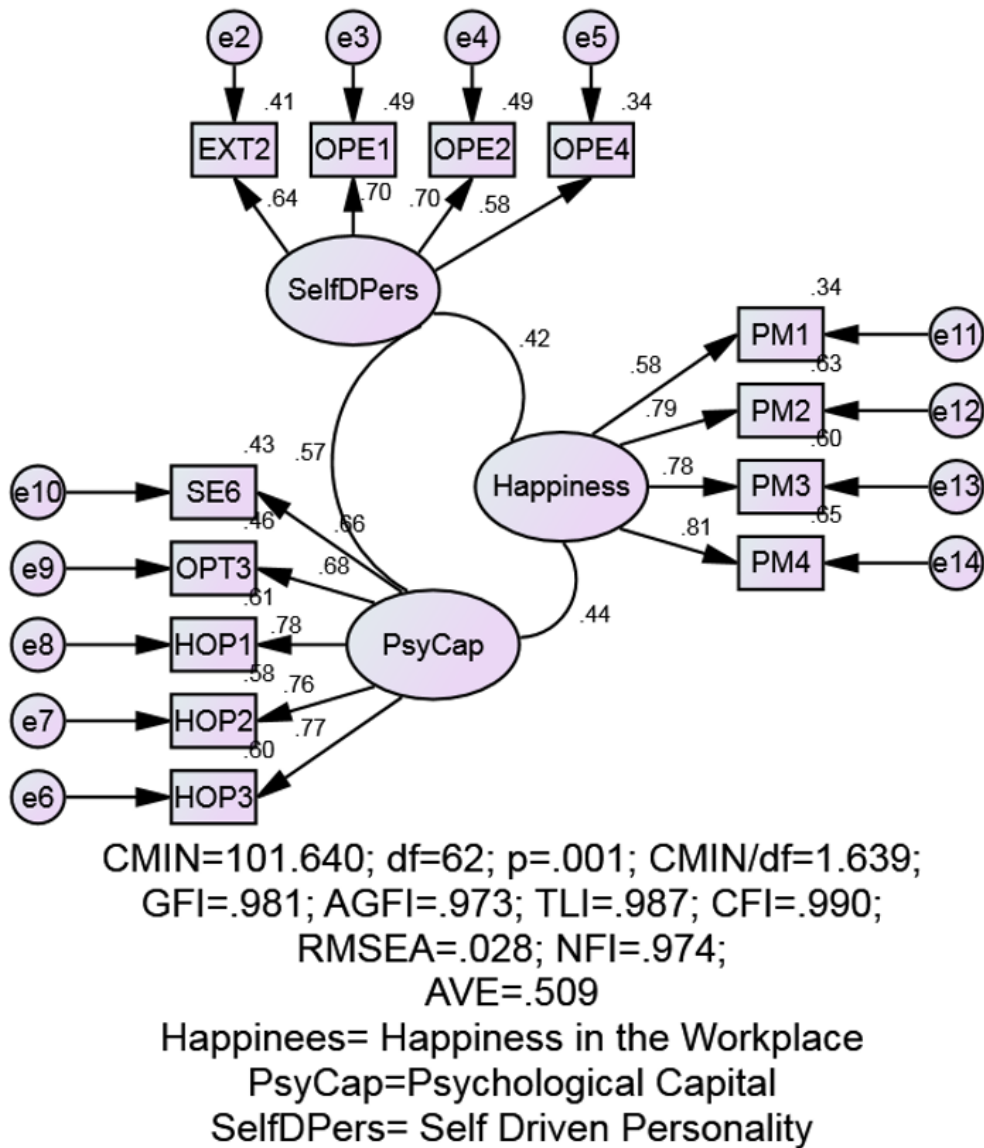 e2 e3 e4 e5
.41 .49 .49 .34
EXT2 OPE1 OPE2 OPE4
.64 .70 .70 .58
SelfDPers
.42
.57
.34
PM1 e11
.58
.63
PM2 e12
.79
.60
Happiness .78 PM3 e13
.65
.81 PM4 e14
.44
.43
e10 SE6
.66
.46
e9 OPT3 .68
.61
e8 HOP1 .78 PsyCap
.58
e7 HOP2 .76
.77
.60
e6 HOP3
CMIN=101.640; df=62; p=.001; CMIN/df=1.639;
GFI=.981; AGFI=.973; TLI=.987; CFI=.990;
RMSEA=.028; NFI=.974;
AVE=.509
Happinees= Happiness in the Workplace
PsyCap=Psychological Capital
SelfDPers= Self Driven Personality